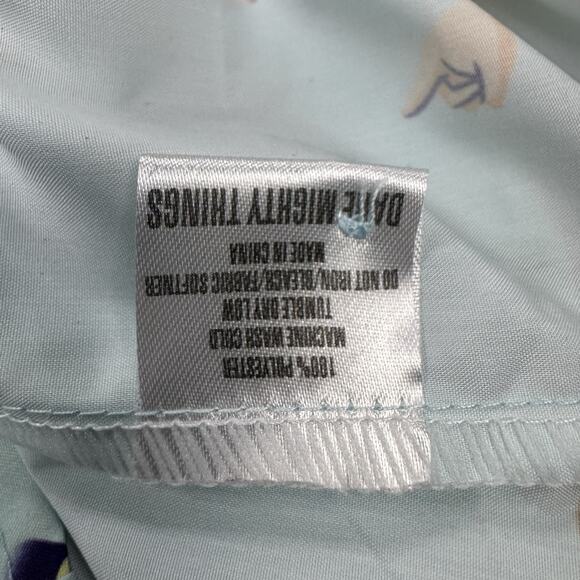 100% POLYESTER
MACHINE WASH COLD
TUMBLE DRY LOW
DO NOT IRON/BLEACH/FABRIC SOFTNER
MADE IN CHINA
DARE MIGHTY THINGS